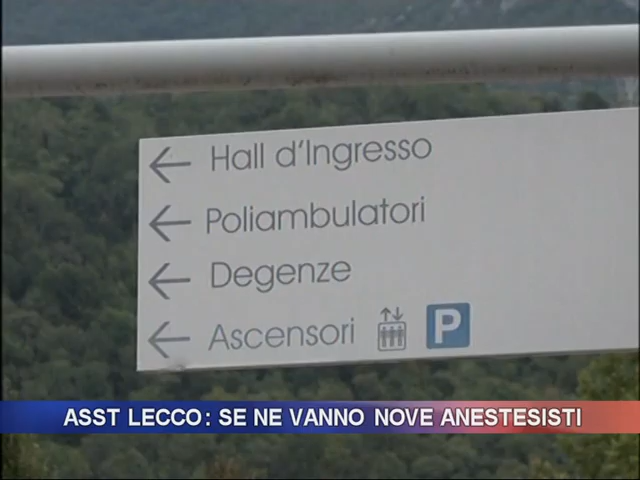 Hall d'Ingresso
Poliambulatori
Degenze
Ascensori P
ASST LECCO: SE NE VANNO NOVE ANESTESISTI